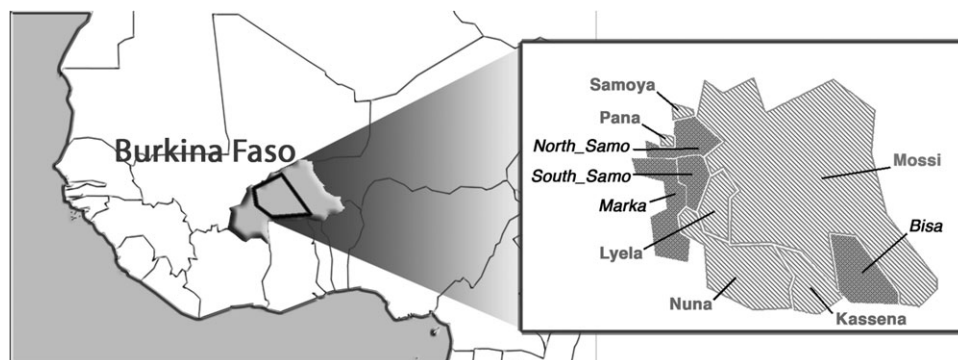 Burkina Faso
Samoya
Pana
North_Samo
South_Samo
Marka
Lyela
Nuna
Mossi
Bisa
Kassena